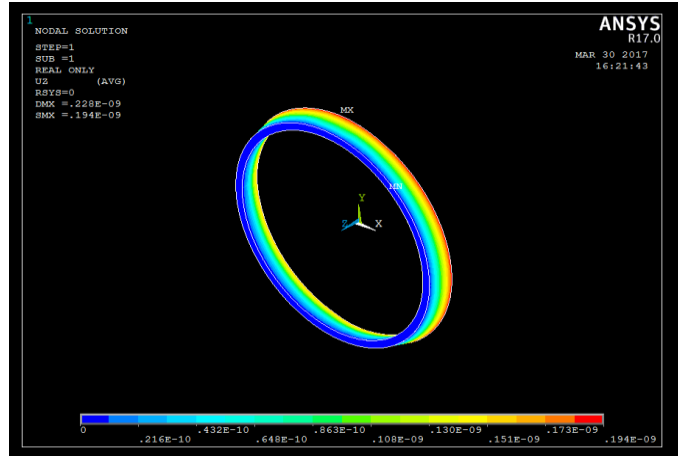 1
NODAL SOLUTION
STEP=1
SUB =1
REAL ONLY
UZ (AVG)
RSYS=0
DMX =.228E-09
SMX =.194E-09
ANSYS
R17.0
MAR 30 2017
16:21:43
MX
MN
Y
Z X
0 .432E-10 .863E-10 .130E-09 .173E-09
.216E-10 .648E-10 .108E-09 .151E-09 .194E-09